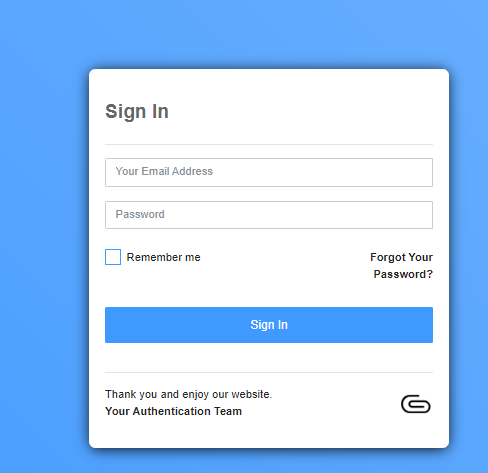 Sign In
Your Email Address
Password
Remember me
Forgot Your
Password?
Sign In
Thank you and enjoy our website.
Your Authentication Team